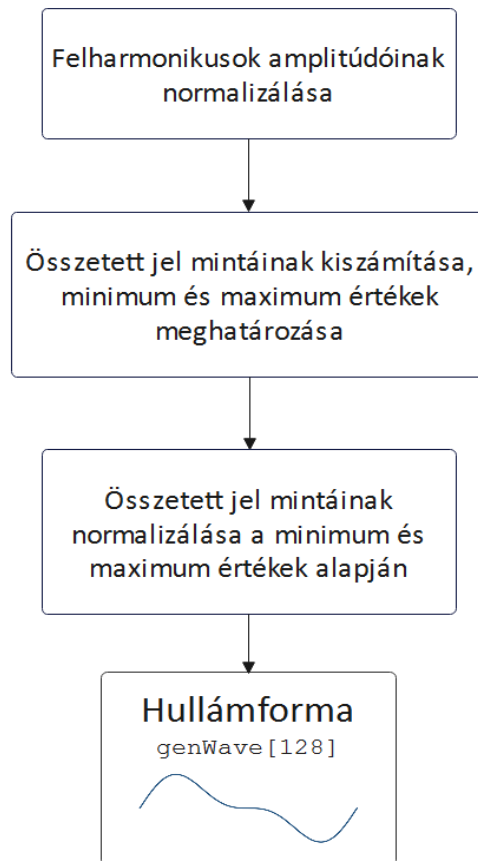 Felharmonikusok amplitúdóinak
normalizálása
Összetett jel mintáinak kiszámítása,
minimum és maximum értékek
meghatározása
Összetett jel mintáinak
normalizálása a minimum és
maximum értékek alapján
Hullámforma
genWave[128]